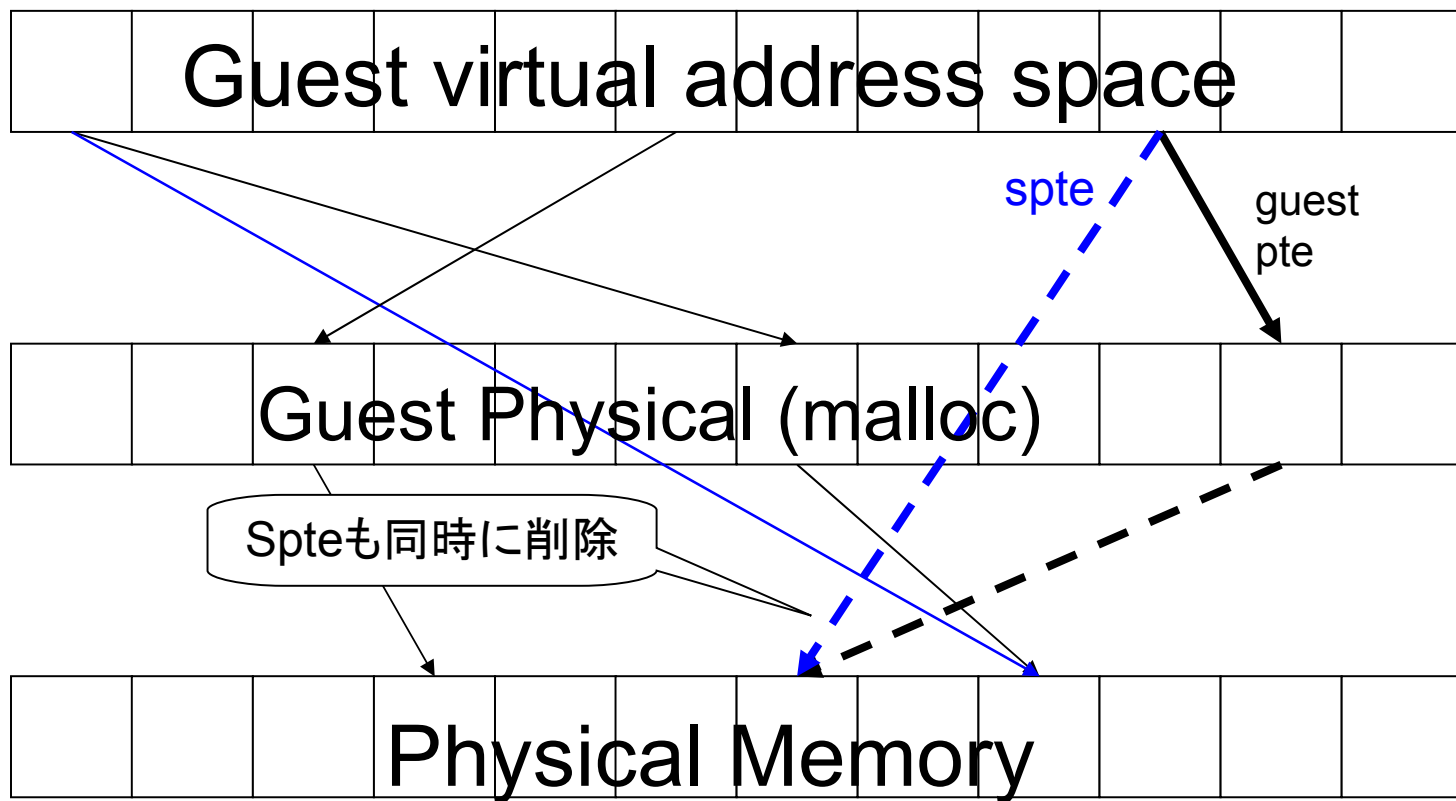 Guest virtual address space
spte
guest
pte
Guest Physical (malloc)
Spteも同時に削除
Physical Memory